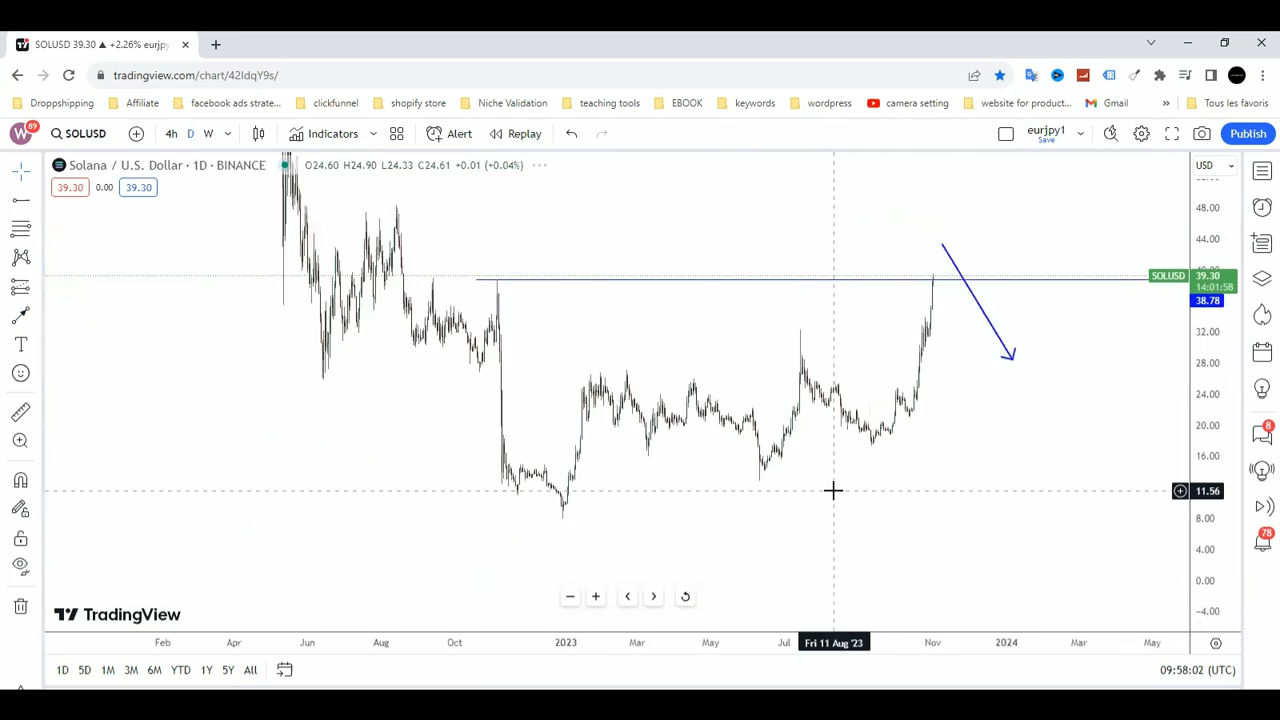 SOLUSD 39.30 ▲ +2.26% eurjpy
tradingview.com/chart/42IdqY9s/
Droppshipping Affiliate facebook ads strate... clickfunnel shopify store Niche Validation teaching tools EBOOK keywords wordpress camera setting website for product... Gmail » Tous les favoris
W 89 SOLUSD 4h D W Indicators Alert Replay eurjpy1 Save Publish
Solana / U.S. Dollar · 1D · BINANCE O24.60 H24.90 L24.33 C24.61 +0.01 (+0.04%) USD
39.30 0.00 39.30
48.00
44.00
SOLUSD 39.30
14:01:58
38.78
32.00
28.00
24.00
20.00
16.00
11.56
8.00
4.00
0.00
−4.00
8
78
TradingView
Feb Apr Jun Aug Oct 2023 Mar May Jul Fri 11 Aug '23 Nov 2024 Mar May
1D 5D 1M 3M 6M YTD 1Y 5Y All 09:58:02 (UTC)